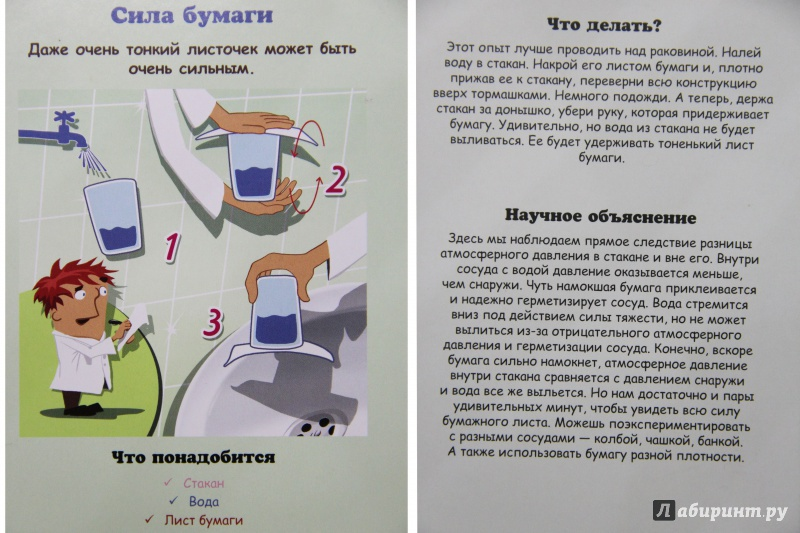 Сила бумаги
Даже очень тонкий листочек может быть
очень сильным.
1
2
3
Что понадобится
✓ Стакан
✓ Вода
✓ Лист бумаги
Что делать?
Этот опыт лучше проводить над раковиной. Налей
воду в стакан. Накрой его листом бумаги и, плотно
прижав ее к стакану, переверни всю конструкцию
вверх тормашками. Немного подожди. А теперь, держа
стакан за донышко, убери руку, которая придерживает
бумагу. Удивительно, но вода из стакана не будет
выливаться. Ее будет удерживать тоненький лист
бумаги.
Научное объяснение
Здесь мы наблюдаем прямое следствие разницы
атмосферного давления в стакане и вне его. Внутри
сосуда с водой давление оказывается меньше,
чем снаружи. Чуть намокшая бумага приклеивается
и надежно герметизирует сосуд. Вода стремится
вниз под действием силы тяжести, но не может
вылиться из-за отрицательного атмосферного
давления и герметизации сосуда. Конечно, вскоре
бумага сильно намокнет, атмосферное давление
внутри стакана сравняется с давлением снаружи
и вода все же выльется. Но нам достаточно и пары
удивительных минут, чтобы увидеть всю силу
бумажного листа. Можешь поэкспериментировать
с разными сосудами — колбой, чашкой, банкой.
А также использовать бумагу разной плотности.
Лабиринт.ру